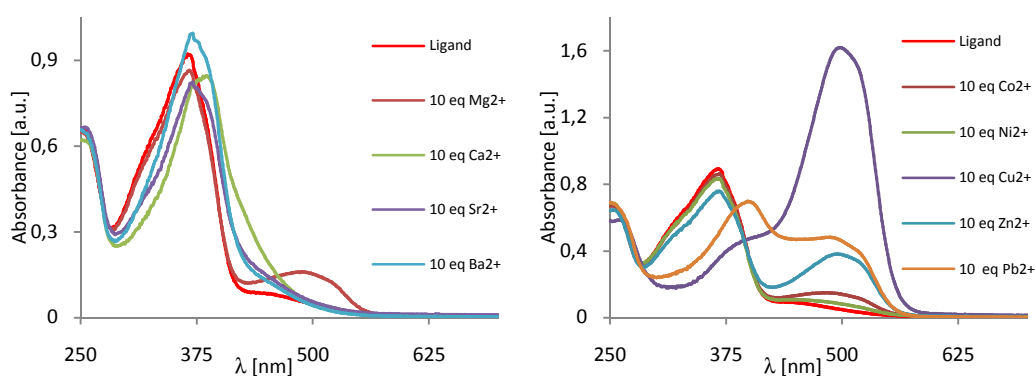 Absorbance [a.u.]
0,9
0,6
0,3
0
250
375
500
625
λ [nm]
Ligand
10 eq Mg2+
10 eq Ca2+
10 eq Sr2+
10 eq Ba2+
Absorbance [a.u.]
1,6
1,2
0,8
0,4
0
250
375
500
625
λ [nm]
Ligand
10 eq Co2+
10 eq Ni2+
10 eq Cu2+
10 eq Zn2+
10 eq Pb2+